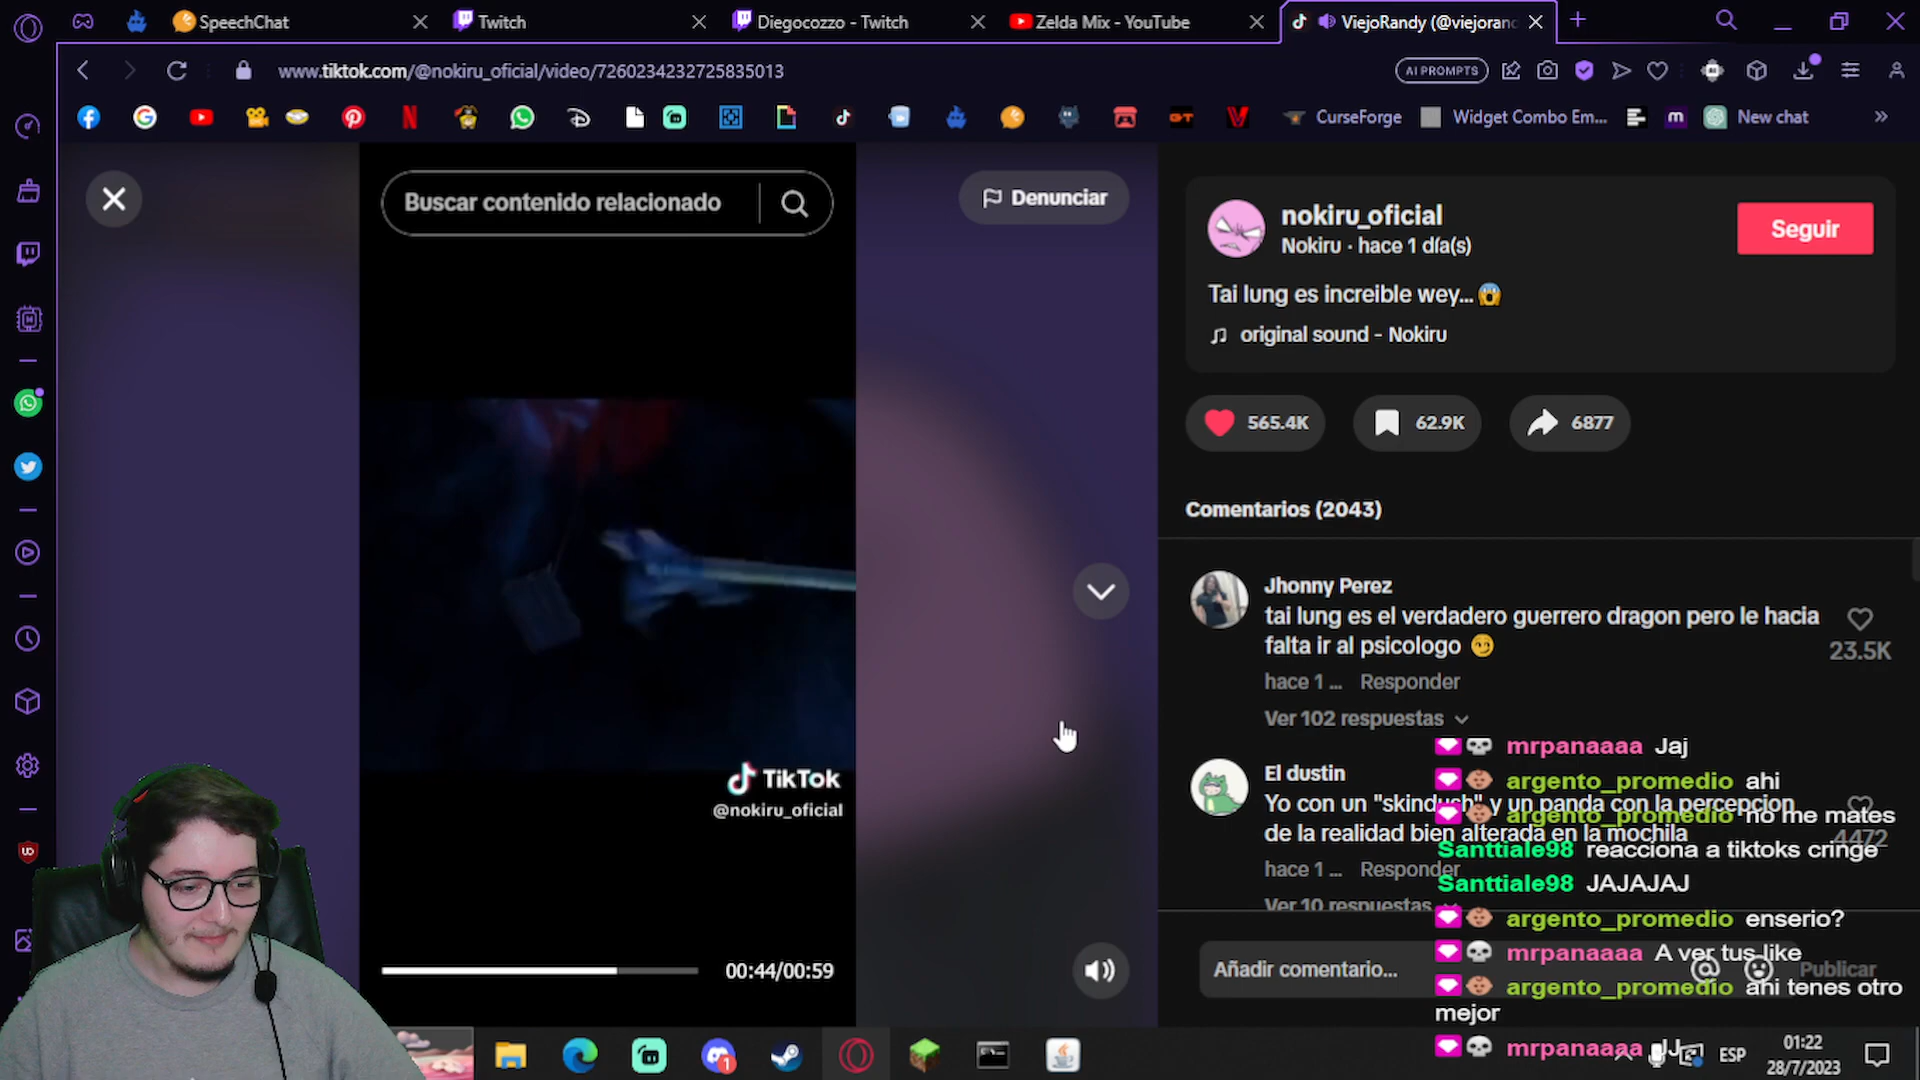 SpeechChat
Twitch
Diegocozzo - Twitch
Zelda Mix - YouTube
ViejoRandy (@viejoran
www.tiktok.com/@nokiru_oficial/video/7260234232725835013
AI PROMPTS
CurseForge
Widget Combo Em...
New chat
Buscar contenido relacionado
Denunciar
nokiru_oficial
Nokiru · hace 1 día(s)
Seguir
Tai lung es increible wey...😱
original sound - Nokiru
565.4K
62.9K
6877
Comentarios (2043)
Jhonny Perez
tai lung es el verdadero guerrero dragon pero le hacia
falta ir al psicologo 😏
23.5K
hace 1 ... Responder
Ver 102 respuestas
El dustin
Yo con un "skindush" y un panda con la percepcion
de la realidad bien alterada en la mochila
4472
hace 1 ... Responder
Ver 10 respuestas
Añadir comentario...
Publicar
mrpanaaaa Jaj
argento_promedio ahi
argento_promedio no me mates
Santtiale98 reacciona a tiktoks cringe
Santtiale98 JAJAJAJ
argento_promedio enserio?
mrpanaaaa A ver tus like
argento_promedio ahi tenes otro
mejor
mrpanaaaa JJ
TikTok
@nokiru_oficial
00:44/00:59
1
ESP
01:22
28/7/2023